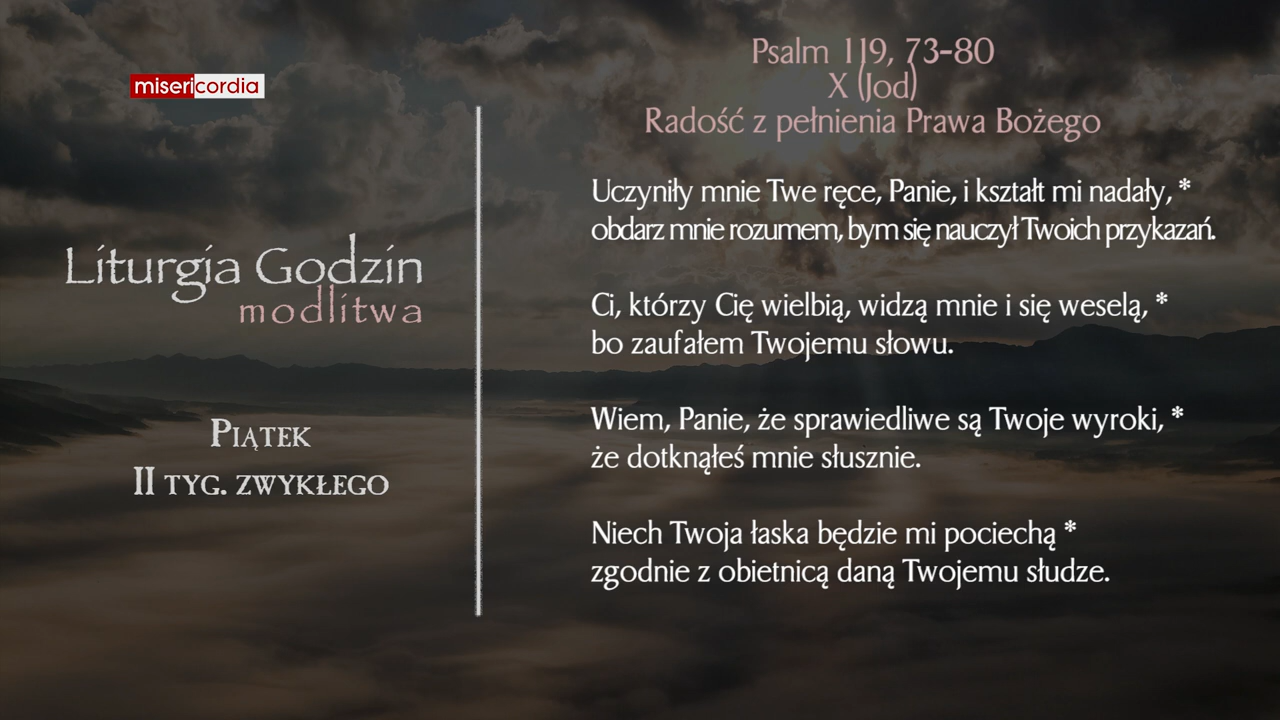 misericordia
Liturgia Godzin
modlitwa
Piątek
II tyg. zwykłego
Psalm 119, 73-80
X (Jod)
Radość z pełnienia Prawa Bożego
Uczyniły mnie Twe ręce, Panie, i kształt mi nadały, *
obdarz mnie rozumem, bym się nauczył Twoich przykazań.
Ci, którzy Cię wielbią, widzą mnie i się weselą, *
bo zaufałem Twojemu słowu.
Wiem, Panie, że sprawiedliwe są Twoje wyroki, *
że dotknąłeś mnie słusznie.
Niech Twoja łaska będzie mi pociechą *
zgodnie z obietnicą daną Twojemu słudze.